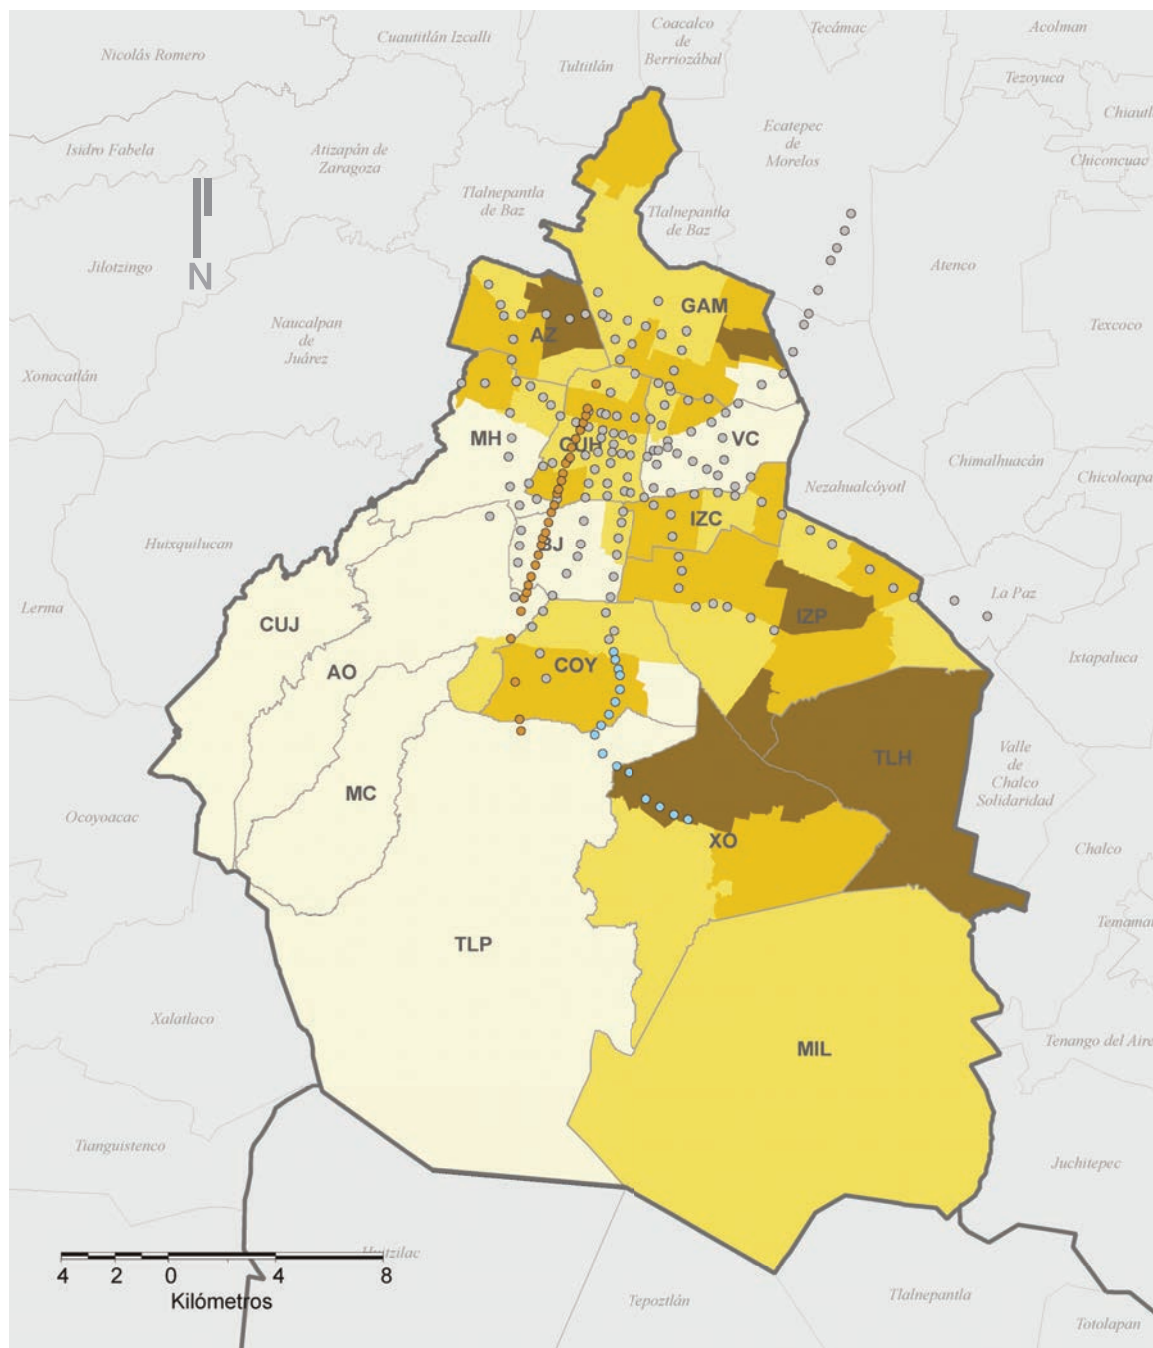 Nicolás Romero
Cuautitlán Izcalli
Coacalco
de
Berriozábal
Tecámac
Acolman
Tultitlán
Tezoyuca
Isidro Fabela
Atizapán de
Zaragoza
Ecatepec
de
Morelos
Chiconcuac
Tlalnepantla
de Baz
Tlalnepantla
de Baz
N
Jilotzingo
Atenco
Naucalpan
de
Juárez
GAM
AZ
Texcoco
Xonacatlán
MH
CUH
VC
Chimalhuacán
Chicoloapa
Nezahualcóyotl
Huixquilucan
BJ
IZC
Lerma
CUJ
La Paz
IZP
AO
COY
Ixtapaluca
TLH
Valle
de
Chalco
Solidaridad
MC
Ocoyoacac
XO
Chalco
Temama
TLP
Xalatlaco
MIL
Tenango del Aire
Tianguistenco
Juchitepec
Huitzilac
4 2 0 4 8
Kilómetros
Tepoztlán
Tlalnepantla
Totolapan